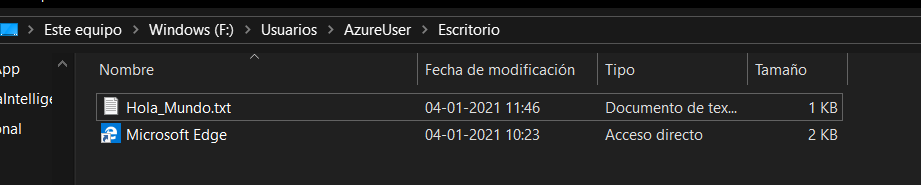 Este equipo > Windows (F:) > Usuarios > AzureUser > Escritorio
App
aIntellige
onal
Nombre Fecha de modificación Tipo Tamaño
Hola_Mundo.txt 04-01-2021 11:46 Documento de tex... 1 KB
Microsoft Edge 04-01-2021 10:23 Acceso directo 2 KB